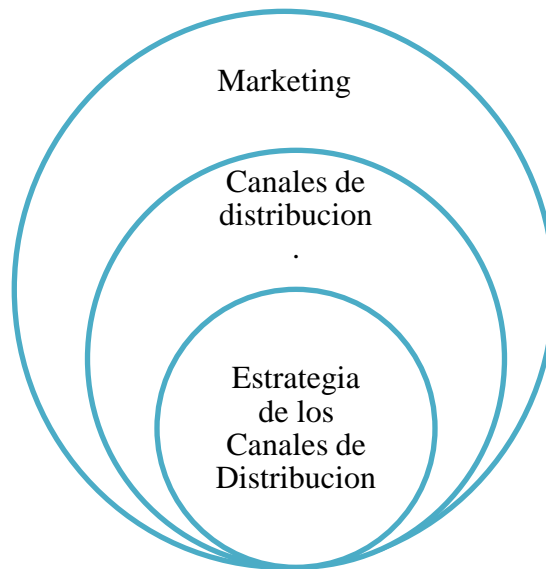 Marketing
Canales de
distribucion
.
Estrategia
de los
Canales de
Distribucion